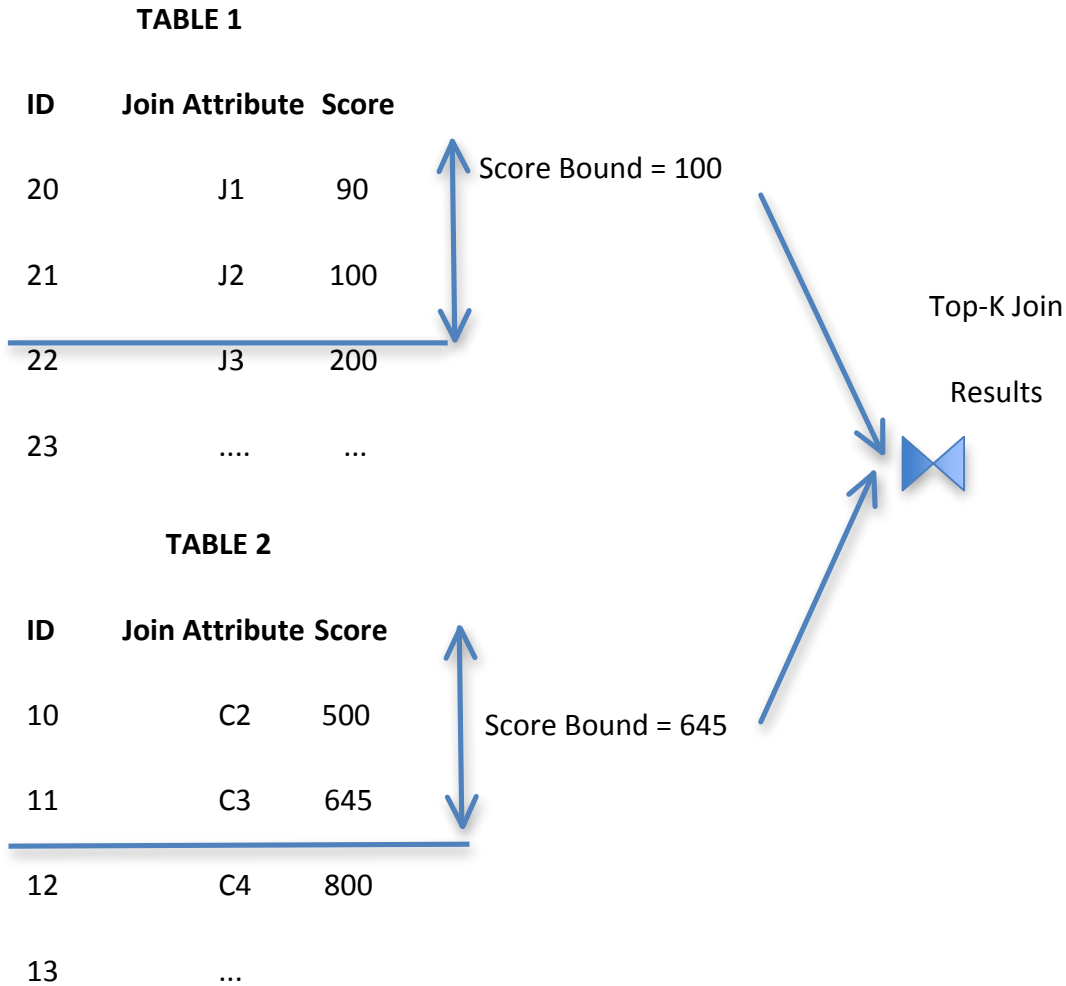 TABLE 1
ID Join Attribute Score
20 J1 90
21 J2 100
22 J3 200
23 .... ...
Score Bound = 100
Top-K Join
Results
TABLE 2
ID Join Attribute Score
10 C2 500
11 C3 645
12 C4 800
13 ...
Score Bound = 645